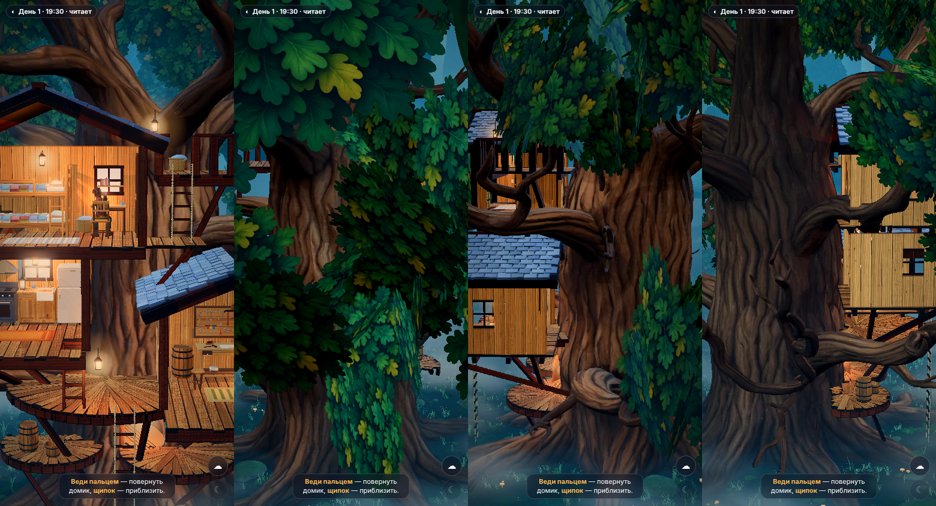 ‹ День 1 · 19:30 · читает
Веди пальцем — повернуть
домик, щипок — приблизить.
‹ День 1 · 19:30 · читает
Веди пальцем — повернуть
домик, щипок — приблизить.
‹ День 1 · 19:30 · читает
Веди пальцем — повернуть
домик, щипок — приблизить.
‹ День 1 · 19:30 · читает
Веди пальцем — повернуть
домик, щипок — приблизить.